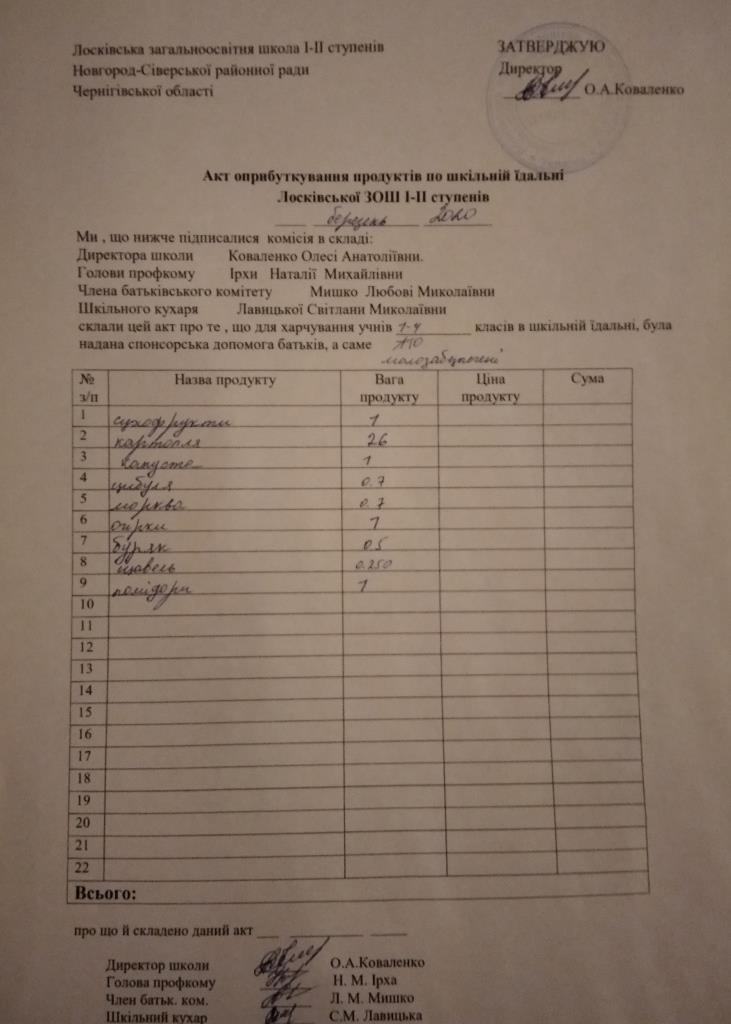 Лосківська загальноосвітня школа І-ІІ ступенів
Новгород-Сіверської районної ради
Чернігівської області
ЗАТВЕРДЖУЮ
Директор
О.А.Коваленко
Акт оприбуткування продуктів по шкільній їдальні
Лосківської ЗОШ І-ІІ ступенів
березень 2020
Ми , що нижче підписалися комісія в складі:
Директора школи Коваленко Олесі Анатоліївни.
Голови профкому Ірхи Наталії Михайлівни
Члена батьківського комітету Мишко Любові Миколаївни
Шкільного кухаря Лавицької Світлани Миколаївни
склали цей акт про те , що для харчування учнів 1-4 класів в шкільній їдальні, була
надана спонсорська допомога батьків, а саме АТО
малозабезпечені
№ з/п Назва продукту Вага продукту Ціна продукту Сума
1 сухофрукти 1
2 картопля 26
3 капуста 1
4 цибуля 0.7
5 морква 0.7
6 огірки 1
7 буряк 05
8 щавель 0.250
9 помідори 1
10
11
12
13
14
15
16
17
18
19
20
21
22
Всього:
про що й складено даний акт
Директор школи О.А.Коваленко
Голова профкому Н. М. Ірха
Член батьк. ком. Л. М. Мишко
Шкільний кухар С.М. Лавицька